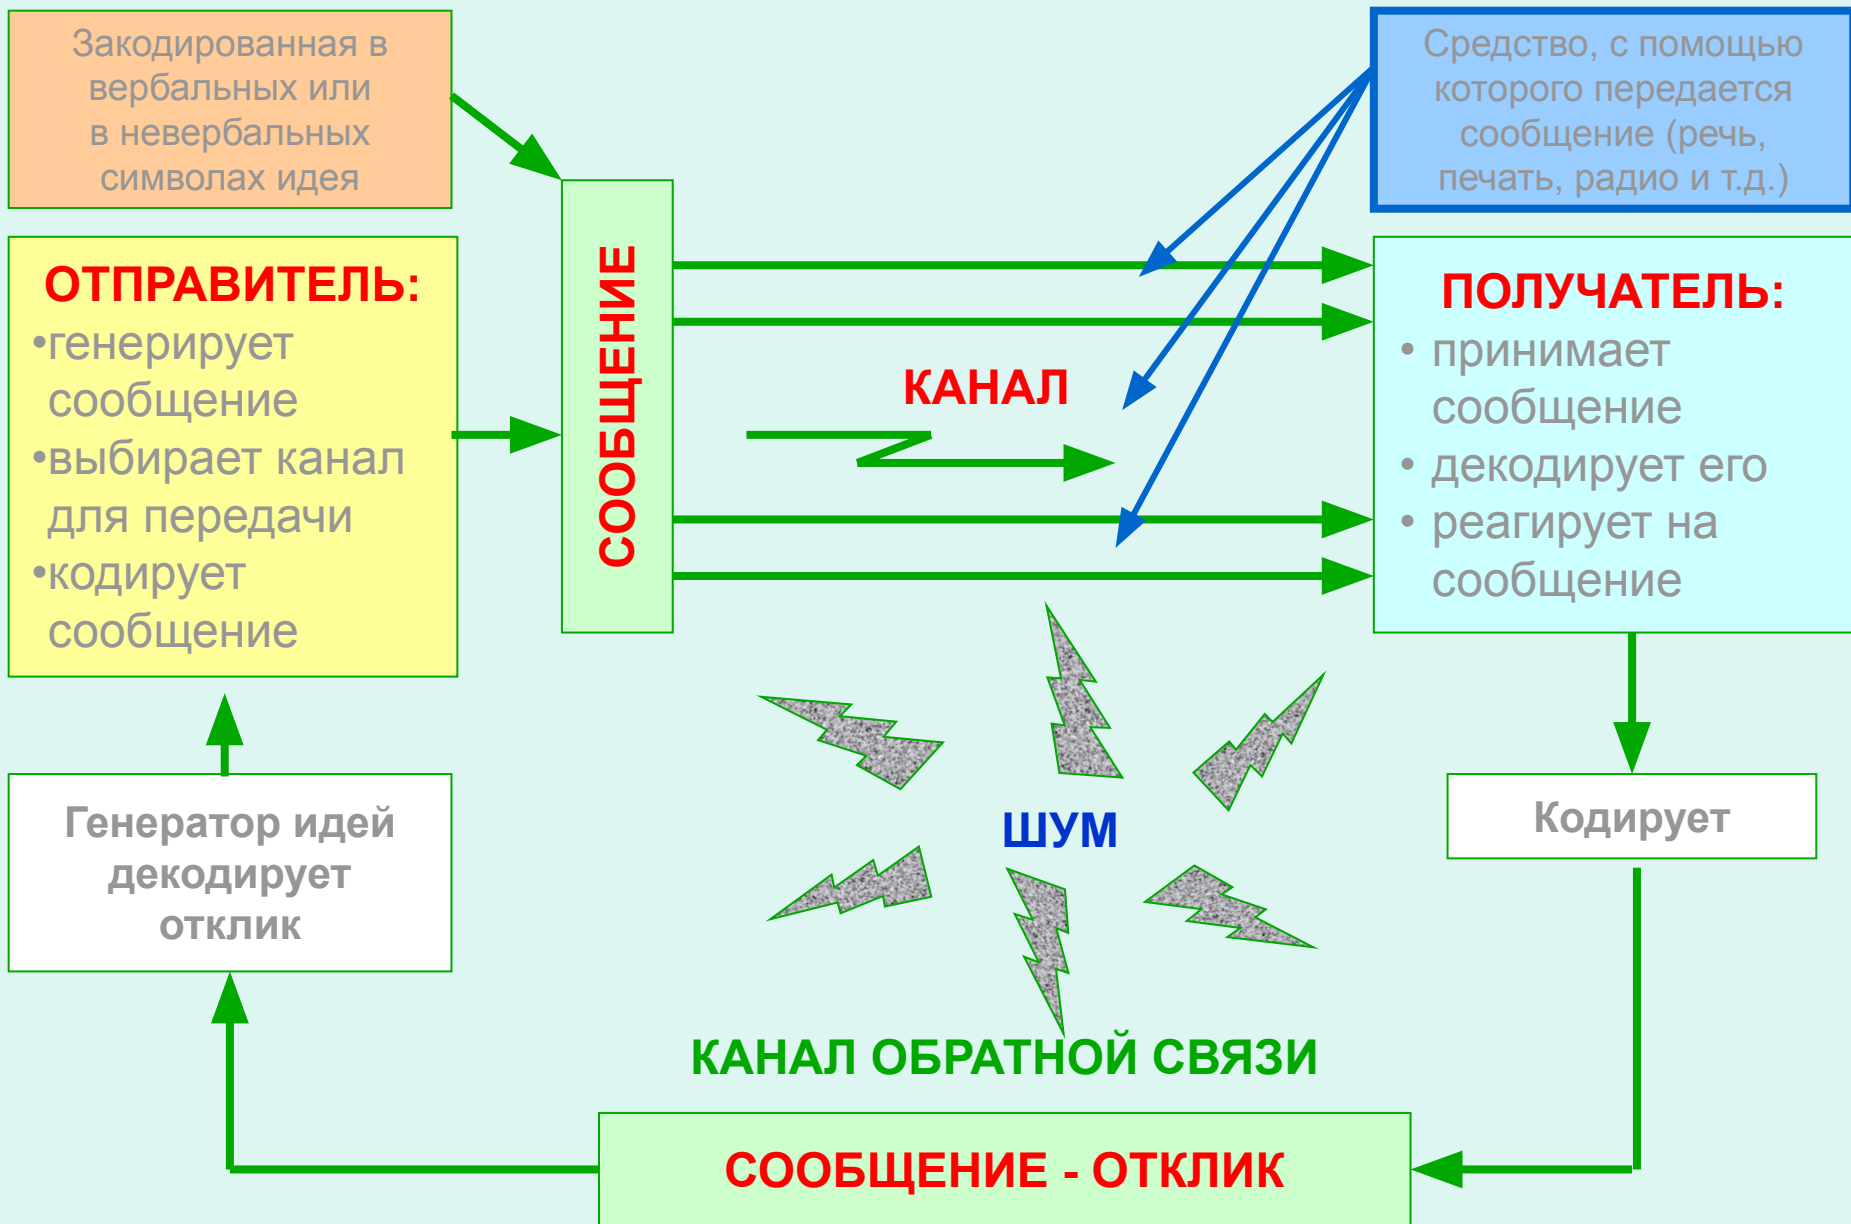 Закодированная в
вербальных или
в невербальных
символах идея
Средство, с помощью
которого передается
сообщение (речь,
печать, радио и т.д.)
ОТПРАВИТЕЛЬ:
•генерирует
сообщение
•выбирает канал
для передачи
•кодирует
сообщение
СООБЩЕНИЕ
КАНАЛ
ПОЛУЧАТЕЛЬ:
• принимает
сообщение
• декодирует его
• реагирует на
сообщение
Генератор идей
декодирует
отклик
ШУМ
Кодирует
КАНАЛ ОБРАТНОЙ СВЯЗИ
СООБЩЕНИЕ - ОТКЛИК